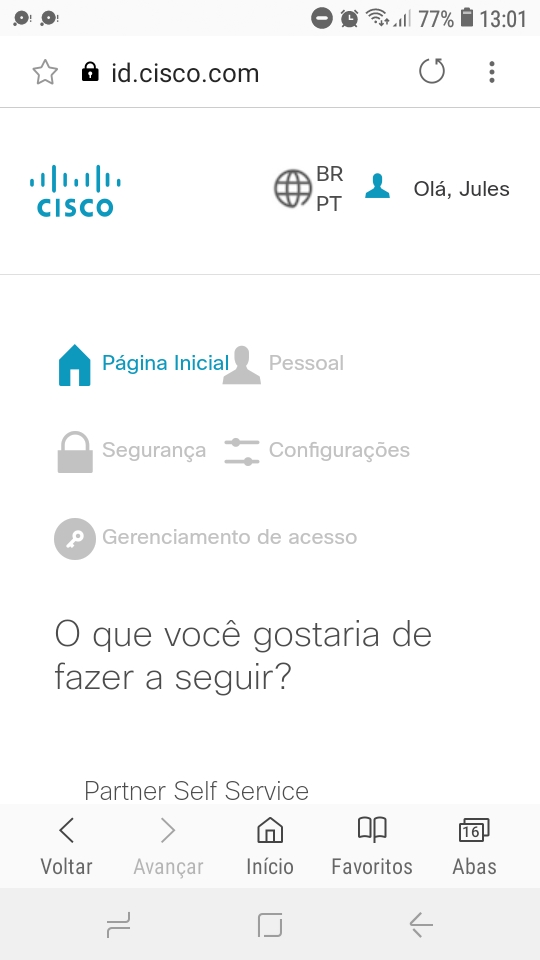 77% 13:01
id.cisco.com
CISCO
BR
PT
Olá, Jules
Página Inicial
Pessoal
Segurança
Configurações
Gerenciamento de acesso
O que você gostaria de
fazer a seguir?
Partner Self Service
16
Voltar
Avançar
Início
Favoritos
Abas